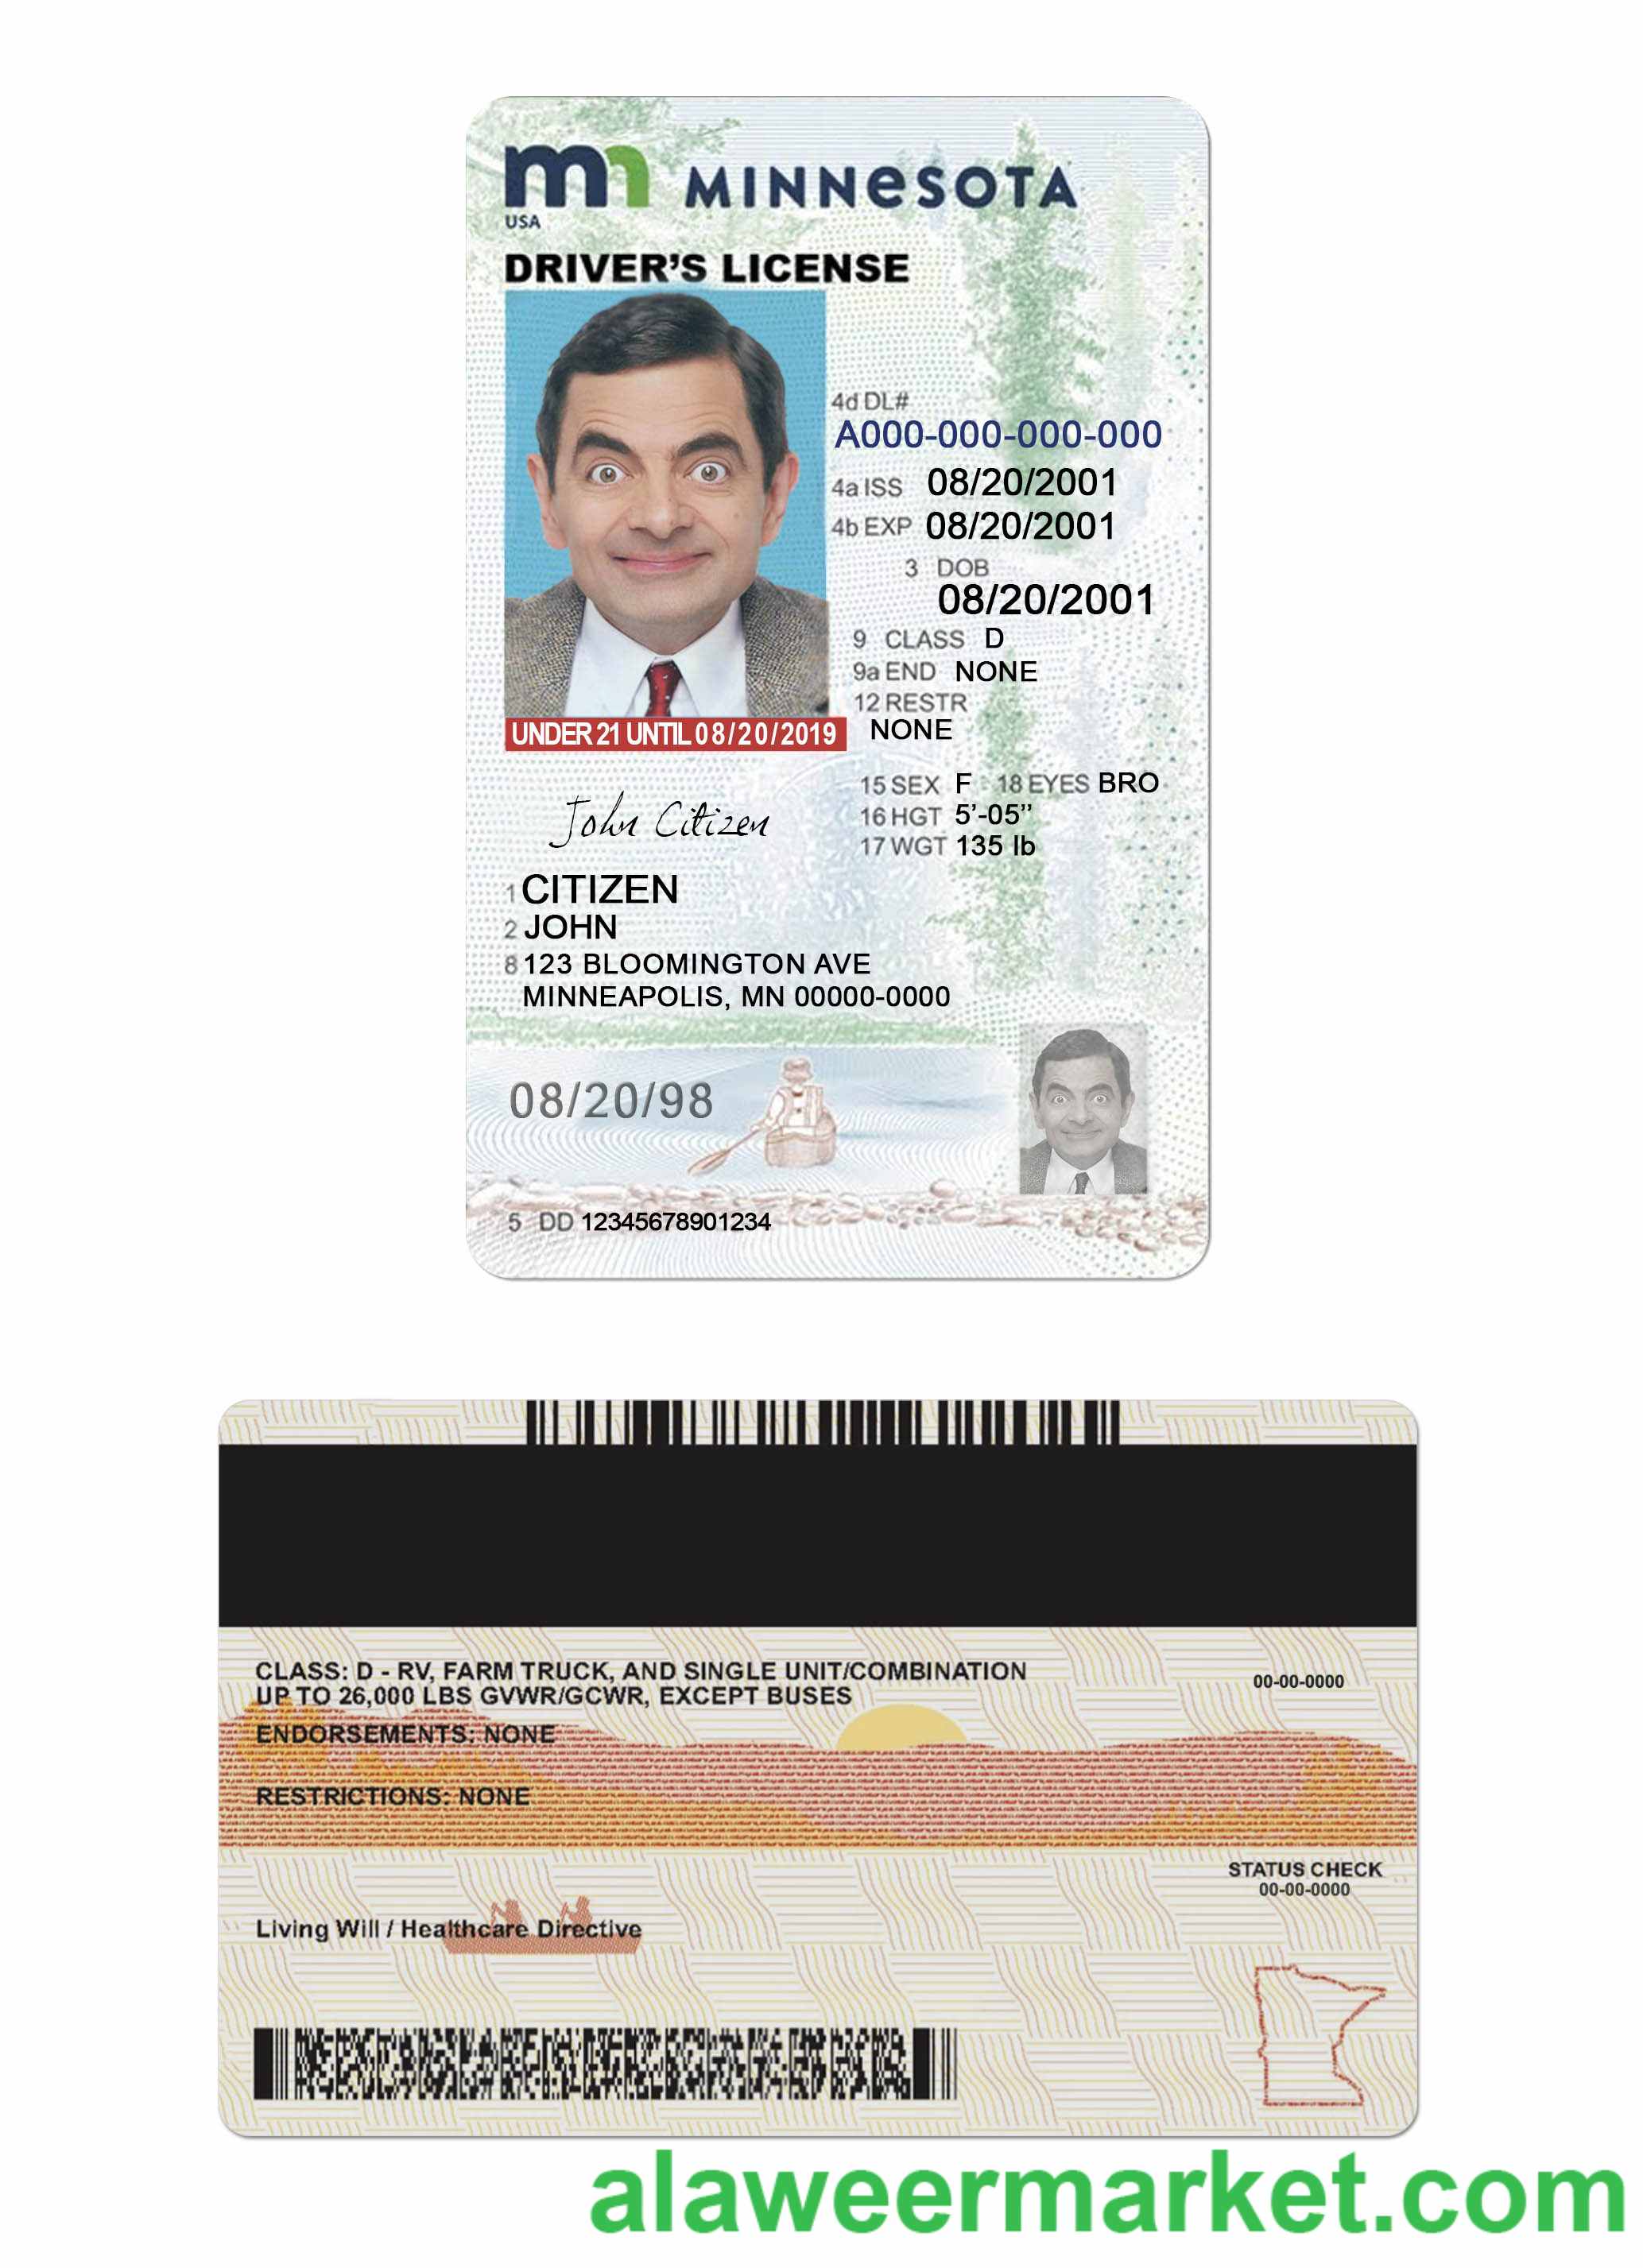 mn MINNeSOTA
USA
DRIVER'S LICENSE
4d DL#
A000-000-000-000
4a ISS 08/20/2001
4b EXP 08/20/2001
3 DOB
08/20/2001
9 CLASS D
9a END NONE
12 RESTR
NONE
UNDER 21 UNTIL 08/20/2019
15 SEX F 18 EYES BRO
16 HGT 5'-05"
17 WGT 135 lb
John Citizen
1 CITIZEN
2 JOHN
8 123 BLOOMINGTON AVE
MINNEAPOLIS, MN 00000-0000
08/20/98
5 DD 12345678901234
CLASS: D - RV, FARM TRUCK, AND SINGLE UNIT/COMBINATION
UP TO 26,000 LBS GVWR/GCWR, EXCEPT BUSES
00-00-0000
ENDORSEMENTS: NONE
RESTRICTIONS: NONE
STATUS CHECK
00-00-0000
Living Will / Healthcare Directive
alaweermarket.com